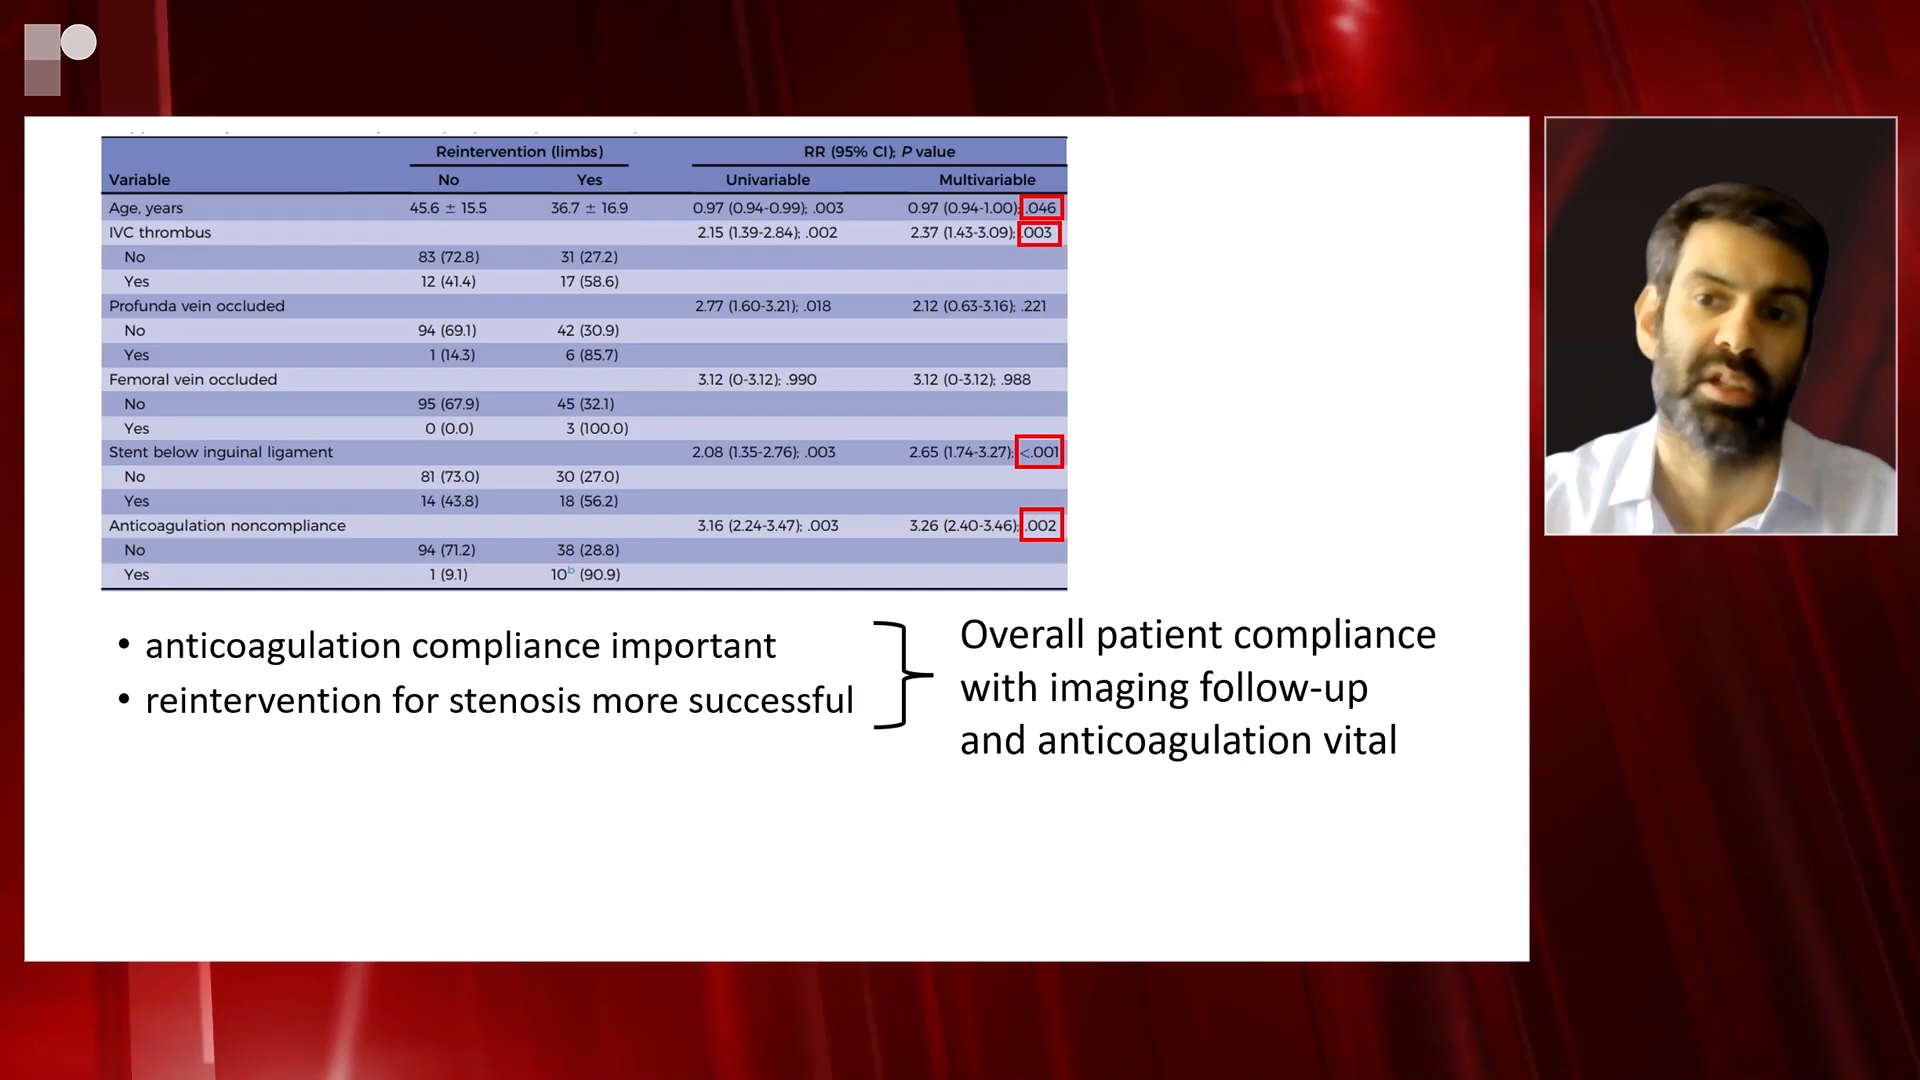 Reintervention (limbs) RR (95% CI); P value
Variable No Yes Univariable Multivariable
Age, years 45.6 ± 15.5 36.7 ± 16.9 0.97 (0.94-0.99); .003 0.97 (0.94-1.00); .046
IVC thrombus 2.15 (1.39-2.84); .002 2.37 (1.43-3.09); .003
No 83 (72.8) 31 (27.2)
Yes 12 (41.4) 17 (58.6)
Profunda vein occluded 2.77 (1.60-3.21); .018 2.12 (0.63-3.16); .221
No 94 (69.1) 42 (30.9)
Yes 1 (14.3) 6 (85.7)
Femoral vein occluded 3.12 (0-3.12); .990 3.12 (0-3.12); .988
No 95 (67.9) 45 (32.1)
Yes 0 (0.0) 3 (100.0)
Stent below inguinal ligament 2.08 (1.35-2.76); .003 2.65 (1.74-3.27); <.001
No 81 (73.0) 30 (27.0)
Yes 14 (43.8) 18 (56.2)
Anticoagulation noncompliance 3.16 (2.24-3.47); .003 3.26 (2.40-3.46); .002
No 94 (71.2) 38 (28.8)
Yes 1 (9.1) 10b (90.9)
• anticoagulation compliance important
• reintervention for stenosis more successful
Overall patient compliance
with imaging follow-up
and anticoagulation vital